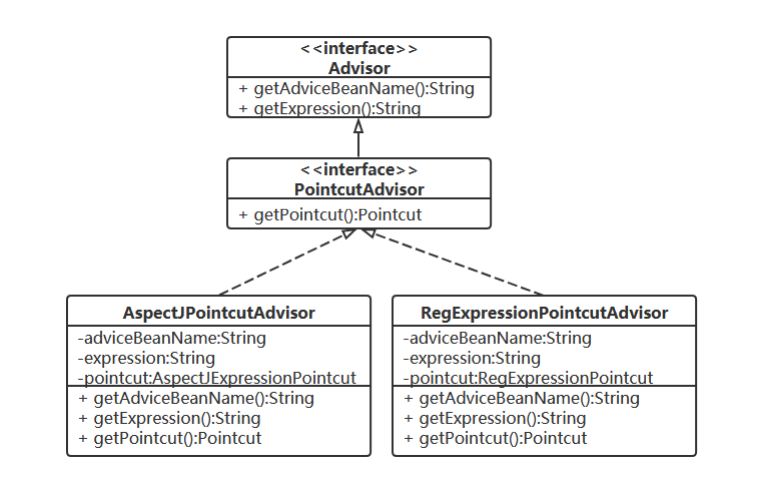 <<interface>>
Advisor
+ getAdviceBeanName():String
+ getExpression():String
<<interface>>
PointcutAdvisor
+ getPointcut():Pointcut
AspectJPointcutAdvisor
-adviceBeanName:String
-expression:String
-pointcut:AspectJExpressionPointcut
+ getAdviceBeanName():String
+ getExpression():String
+ getPointcut():Pointcut
RegExpressionPointcutAdvisor
-adviceBeanName:String
-expression:String
-pointcut:RegExpressionPointcut
+ getAdviceBeanName():String
+ getExpression():String
+ getPointcut():Pointcut